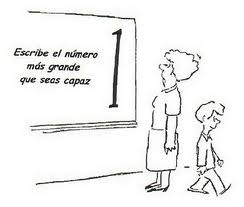 Escribe el número
más grande
que seas capaz
1